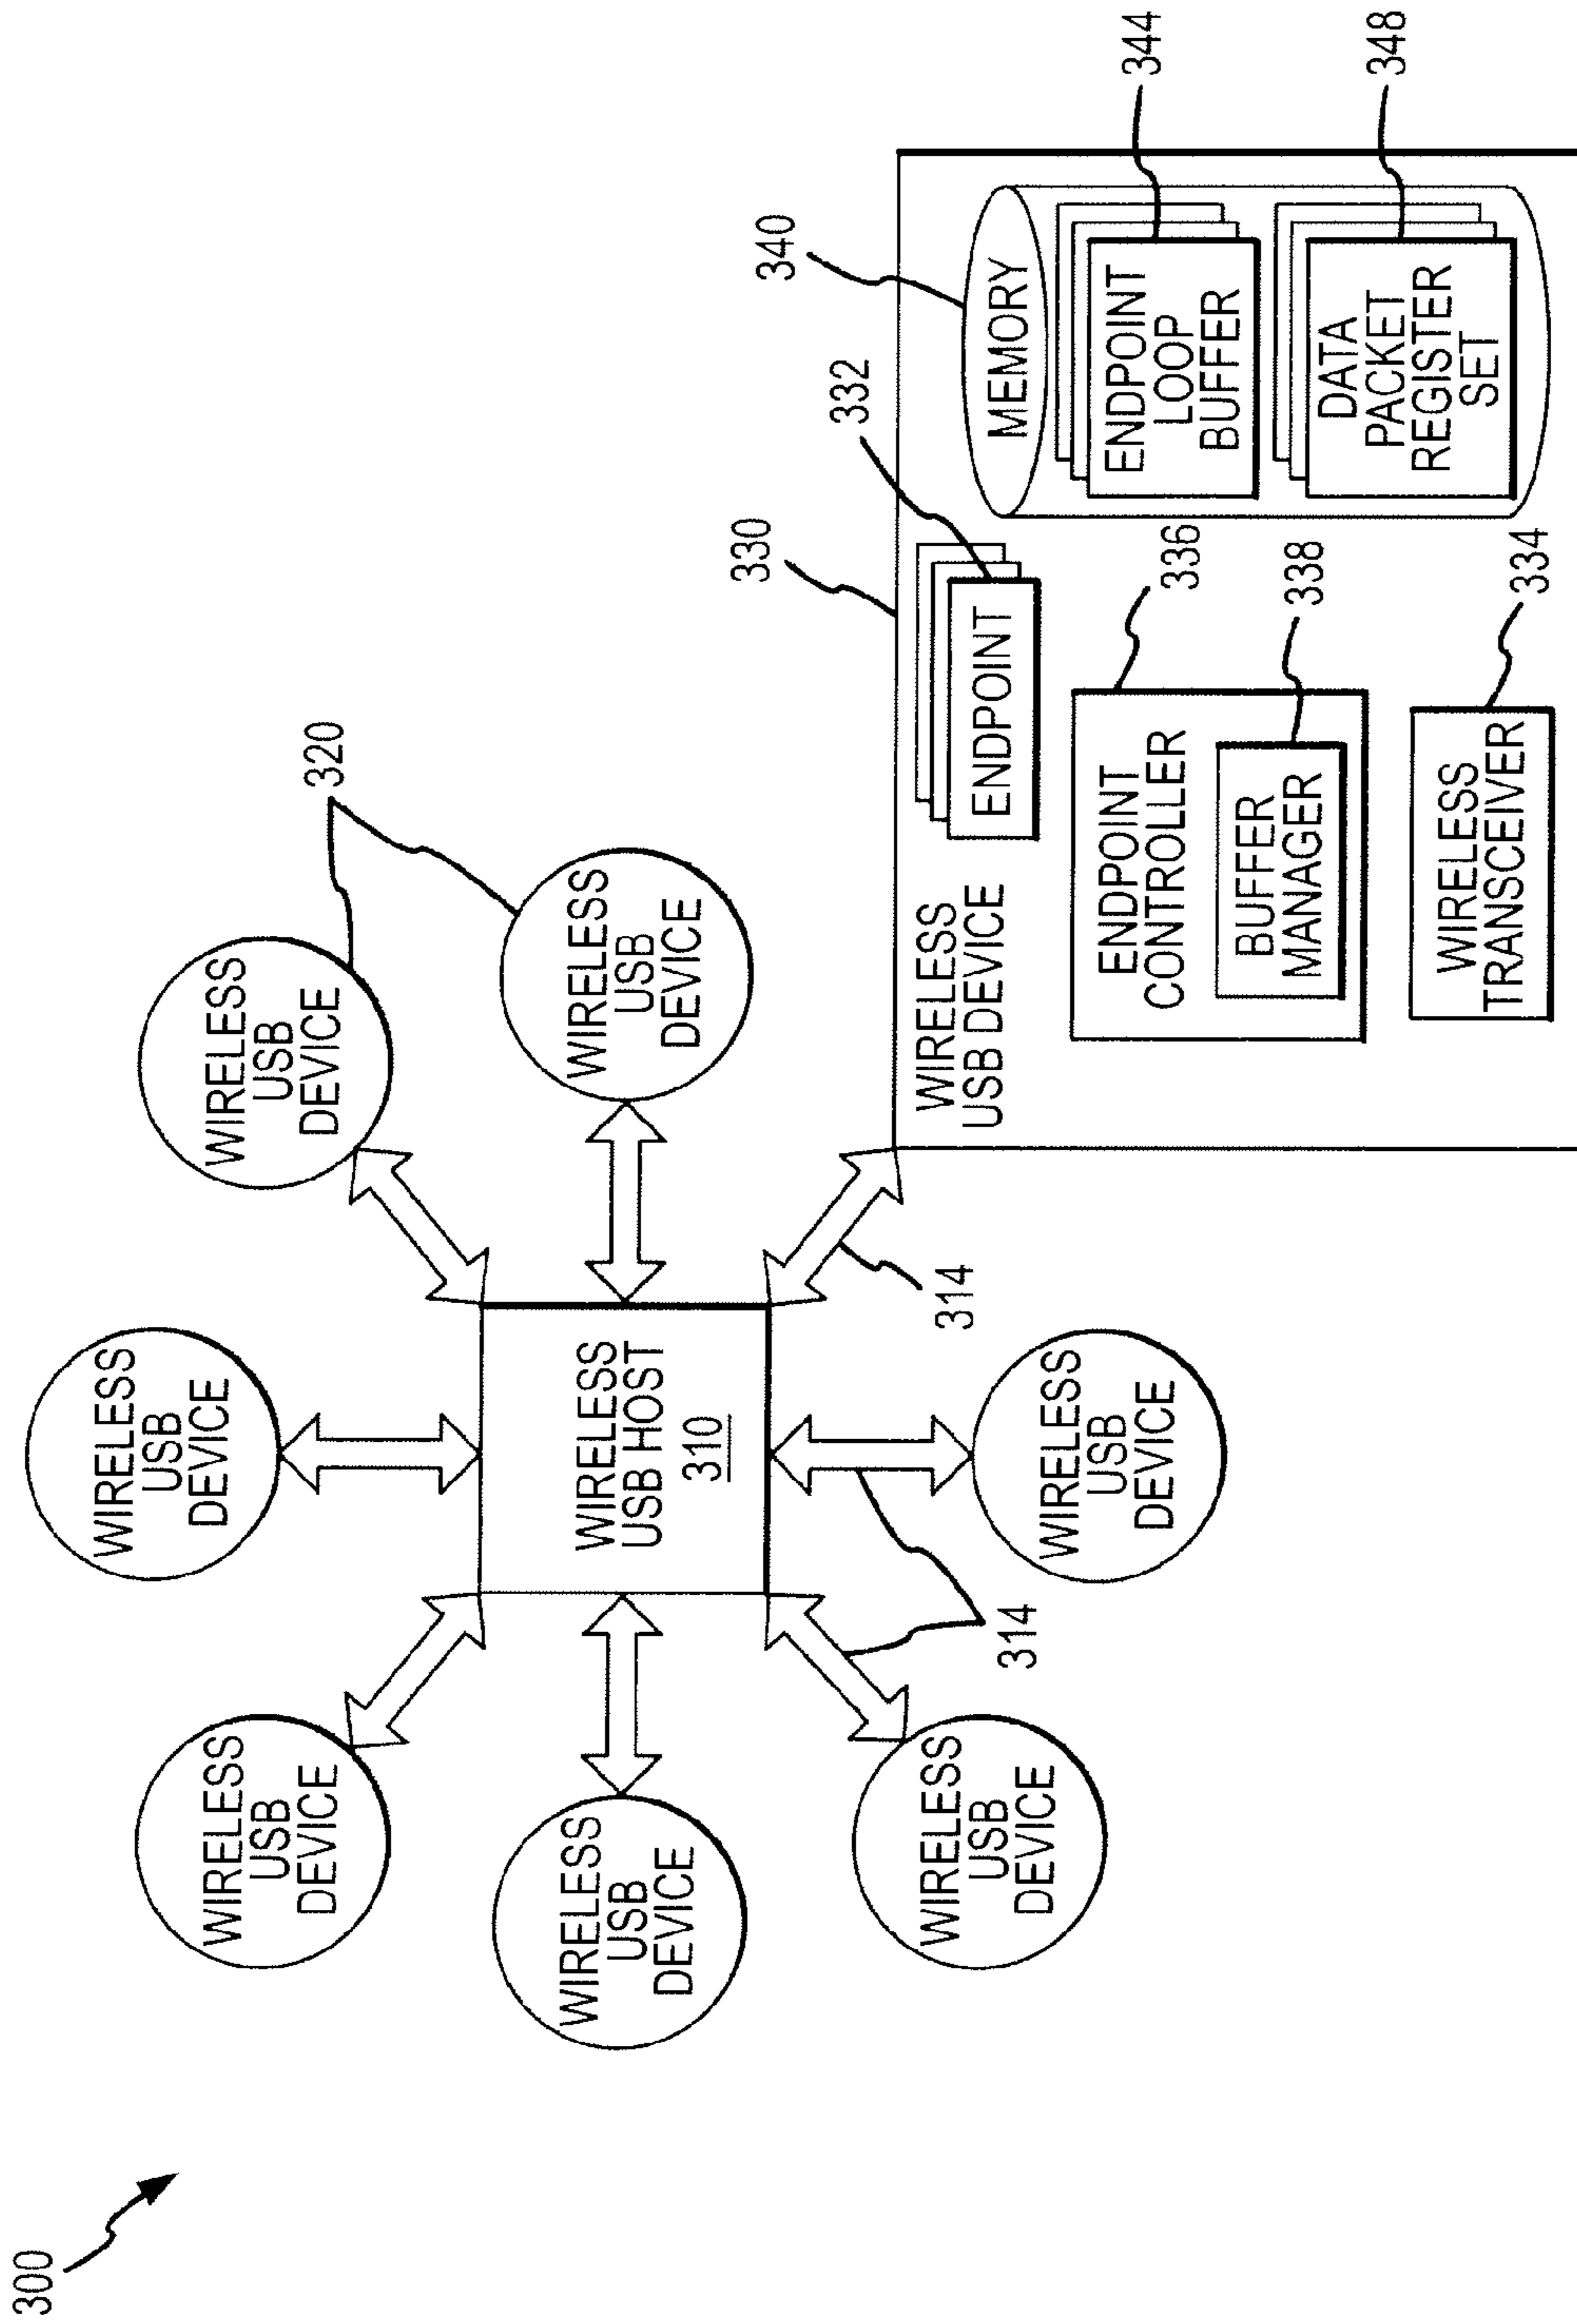 300
WIRELESS
USB
DEVICE
WIRELESS
USB
DEVICE
WIRELESS
USB
DEVICE
320
WIRELESS
USB
DEVICE
WIRELESS
USB HOST
310
WIRELESS
USB
DEVICE
314
314
WIRELESS
USB
DEVICE
WIRELESS
USB
DEVICE
330
332
340
WIRELESS
USB DEVICE
ENDPOINT
MEMORY
ENDPOINT
LOOP
BUFFER
344
ENDPOINT
CONTROLLER
336
BUFFER
MANAGER
338
DATA
PACKET
REGISTER
SET
348
WIRELESS
TRANSCEIVER
334